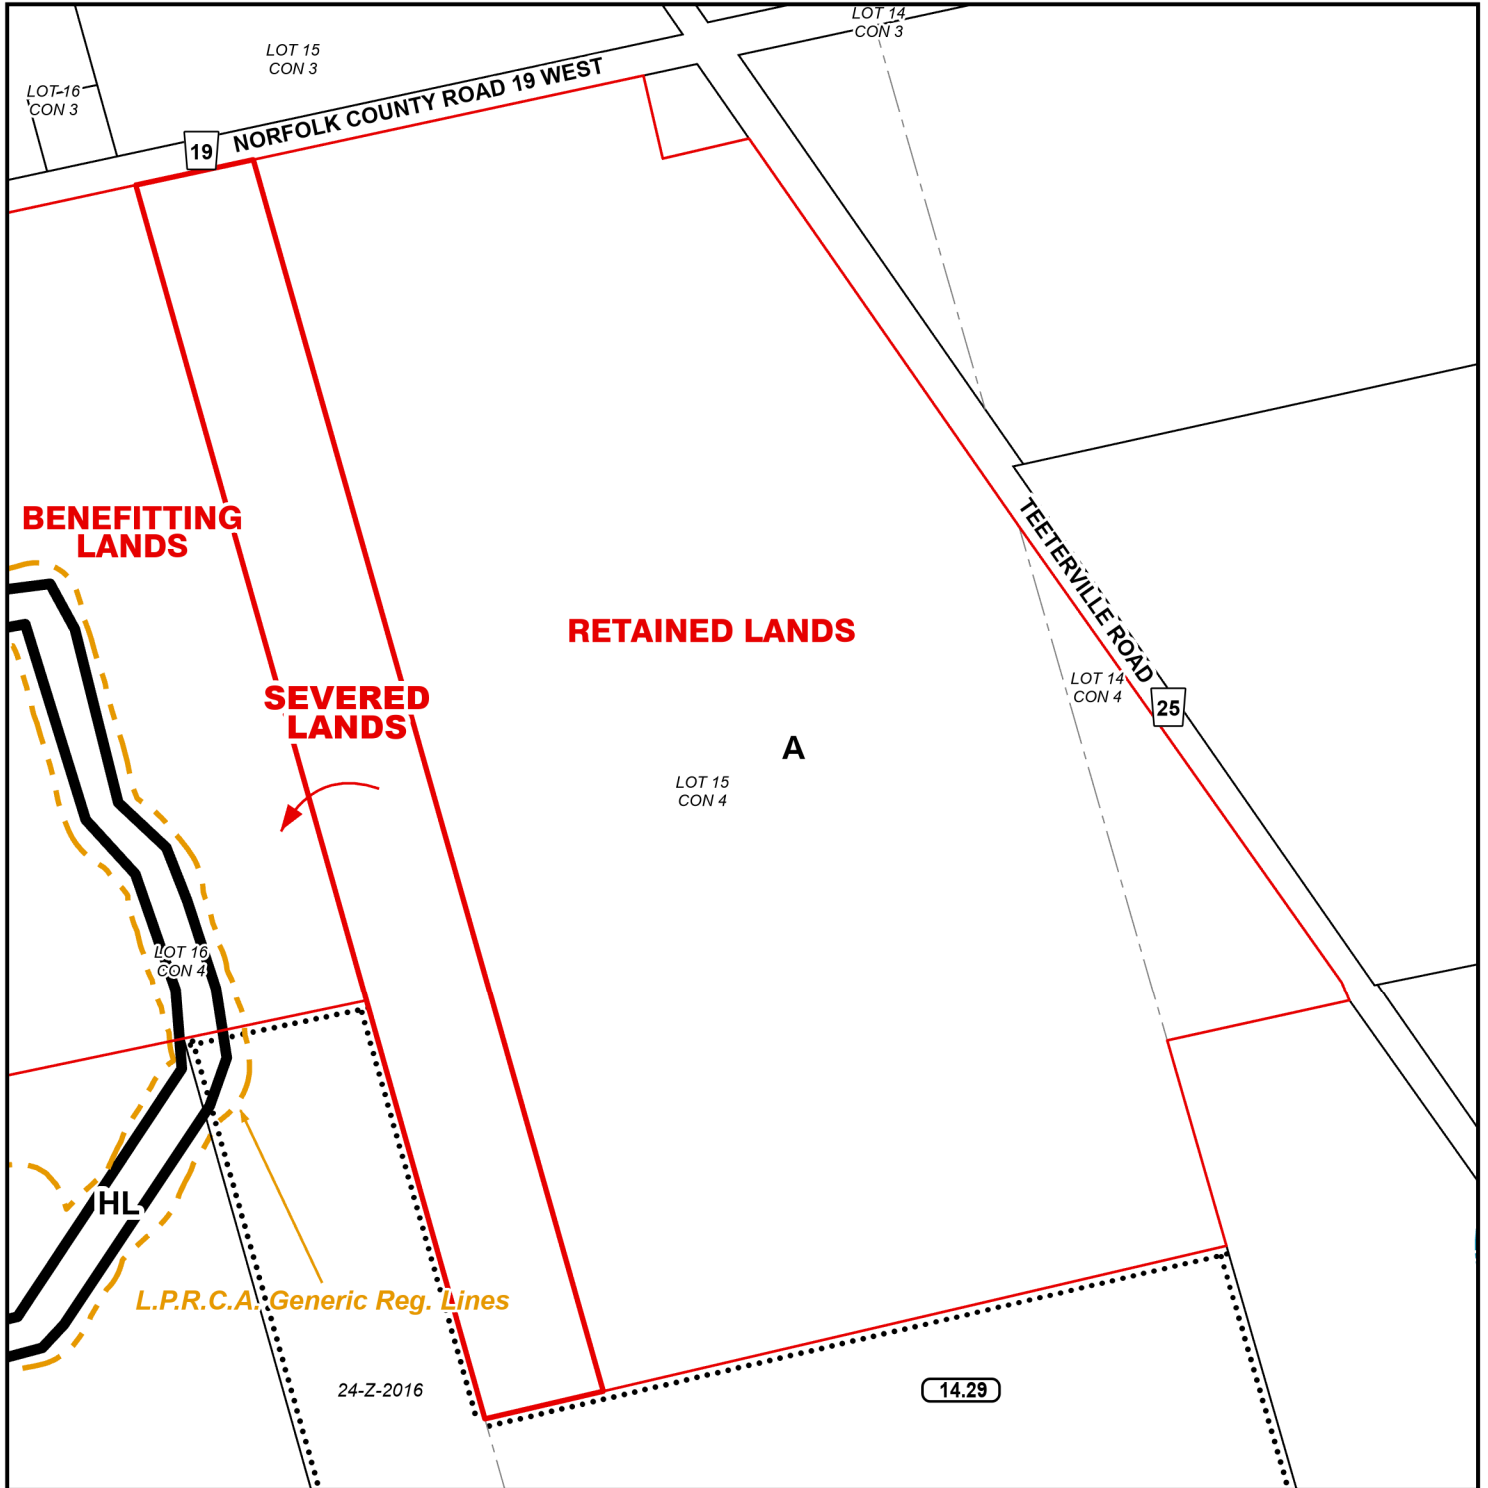 LOT 14
CON 3
LOT 15
CON 3
LOT 16
CON 3
NORFOLK COUNTY ROAD 19 WEST
19
BENEFITTING
LANDS
TEETERVILLE ROAD
25
RETAINED LANDS
SEVERED
LANDS
LOT 14
CON 4
A
LOT 15
CON 4
LOT 16
CON 4
HL
L.P.R.C.A. Generic Reg. Lines
24-Z-2016
14.29